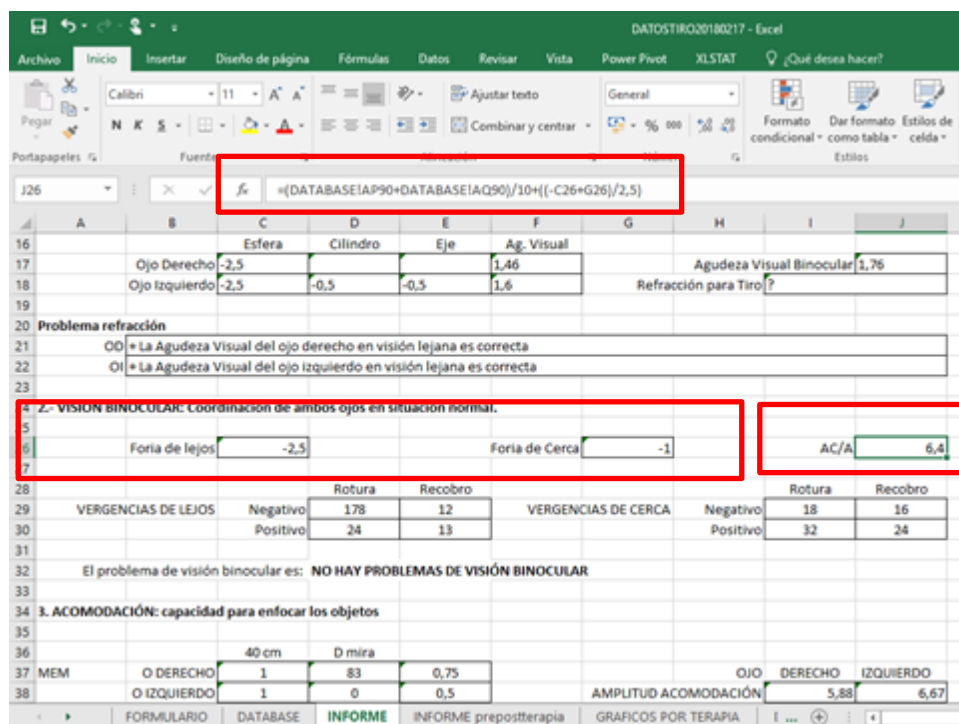 DATOSTIRO20180217 - Excel
Archivo Inicio Insertar Diseño de página Fórmulas Datos Revisar Vista Power Pivot XLSTAT ¿Qué desea hacer?
Pegar Calibri 11 A A Ajustar texto General
N K S Combinar y centrar % 000 Formato condicional Dar formato como tabla Estilos de celda
Portapapeles Fuente Número Estilos
J26 fx =(DATABASE!AP90+DATABASE!AQ90)/10+((-C26+G26)/2,5)
A B C D E F G H I J
16 Esfera Cilindro Eje Ag. Visual
17 Ojo Derecho -2,5 1,46 Agudeza Visual Binocular 1,76
18 Ojo Izquierdo -2,5 -0,5 -0,5 1,6 Refracción para Tiro ?
19
20 Problema refracción
21 OD + La Agudeza Visual del ojo derecho en visión lejana es correcta
22 OI + La Agudeza Visual del ojo izquierdo en visión lejana es correcta
23
2.- VISION BINOCULAR: Coordinación de ambos ojos en situación normal.
Foria de lejos -2,5 Foria de Cerca -1 AC/A 6,4
28 Rotura Recobro Rotura Recobro
29 VERGENCIAS DE LEJOS Negativo 178 12 VERGENCIAS DE CERCA Negativo 18 16
30 Positivo 24 13 Positivo 32 24
31
32 El problema de visión binocular es: NO HAY PROBLEMAS DE VISIÓN BINOCULAR
33
34 3. ACOMODACIÓN: capacidad para enfocar los objetos
35
36 40 cm D mira
37 MEM O DERECHO 1 83 0,75 OJO DERECHO IZQUIERDO
38 O IZQUIERDO 1 0 0,5 AMPLITUD ACOMODACIÓN 5,88 6,67
FORMULARIO DATABASE INFORME INFORME prepostterapia GRAFICOS POR TERAPIA